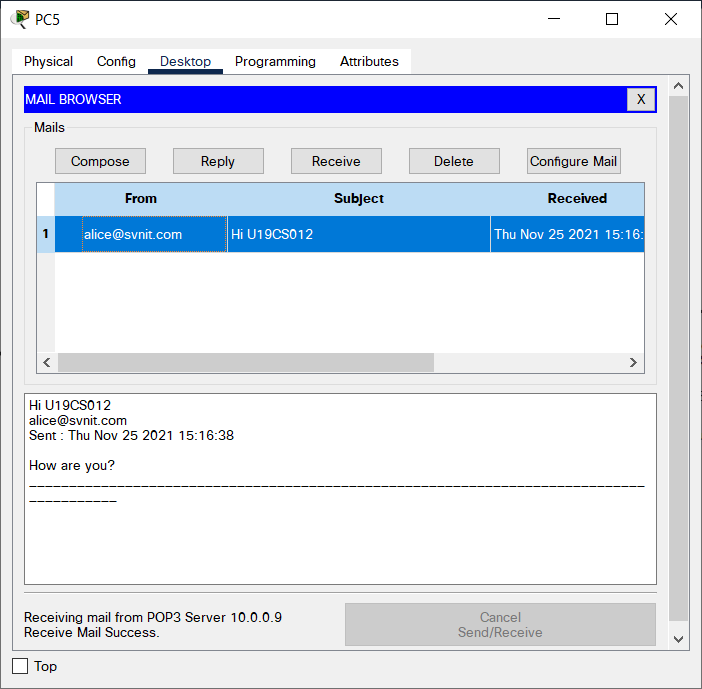 PC5
Physical Config Desktop Programming Attributes
MAIL BROWSER X
Mails
Compose Reply Receive Delete Configure Mail
From Subject Received
1 alice@svnit.com Hi U19CS012 Thu Nov 25 2021 15:16:
Hi U19CS012
alice@svnit.com
Sent : Thu Nov 25 2021 15:16:38
How are you?
Receiving mail from POP3 Server 10.0.0.9
Receive Mail Success.
Cancel
Send/Receive
Top